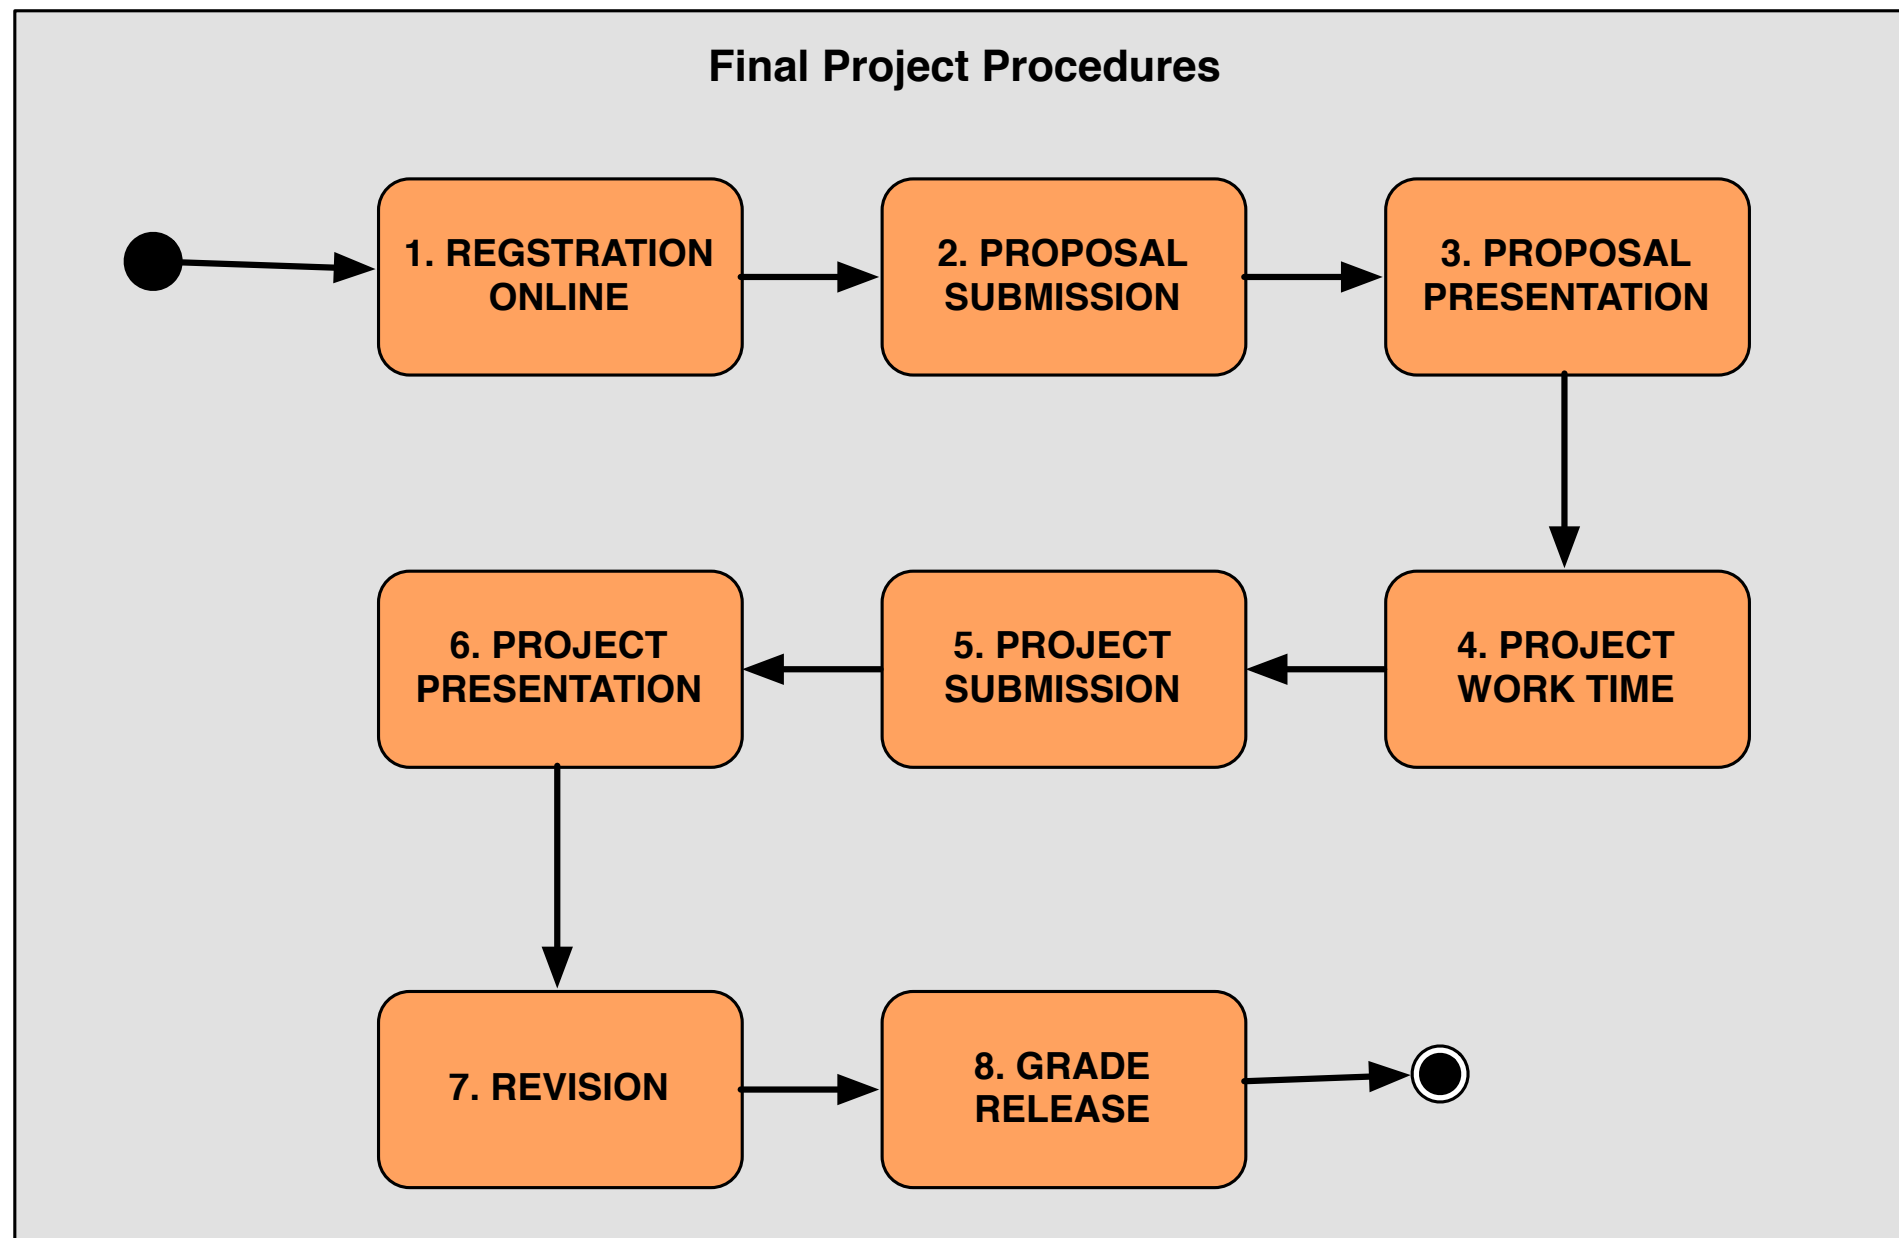 Final Project Procedures
1. REGSTRATION
ONLINE
2. PROPOSAL
SUBMISSION
3. PROPOSAL
PRESENTATION
4. PROJECT
WORK TIME
5. PROJECT
SUBMISSION
6. PROJECT
PRESENTATION
7. REVISION
8. GRADE
RELEASE